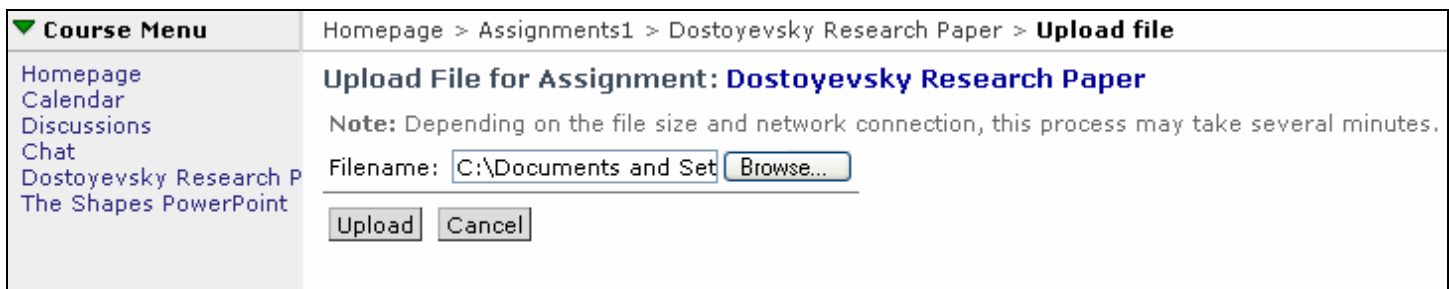 Course Menu
Homepage
Calendar
Discussions
Chat
Dostoyevsky Research P
The Shapes PowerPoint
Homepage > Assignments1 > Dostoyevsky Research Paper > Upload file
Upload File for Assignment: Dostoyevsky Research Paper
Note: Depending on the file size and network connection, this process may take several minutes.
Filename: C:\Documents and Set Browse...
Upload Cancel